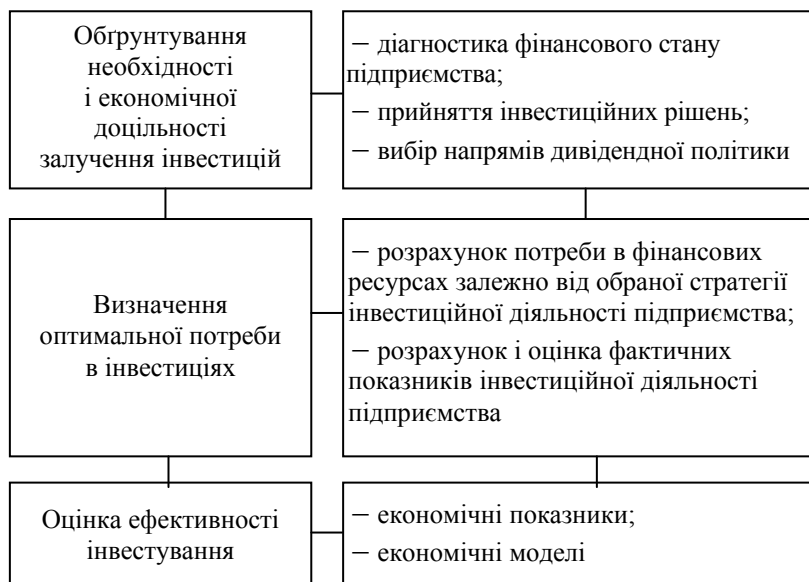 Обґрунтування
необхідності
і економічної
доцільності
залучення інвестицій
– діагностика фінансового стану
підприємства;
– прийняття інвестиційних рішень;
– вибір напрямів дивідендної політики
Визначення
оптимальної потреби
в інвестиціях
– розрахунок потреби в фінансових
ресурсах залежно від обраної стратегії
інвестиційної діяльності підприємства;
– розрахунок і оцінка фактичних
показників інвестиційної діяльності
підприємства
Оцінка ефективності
інвестування
– економічні показники;
– економічні моделі